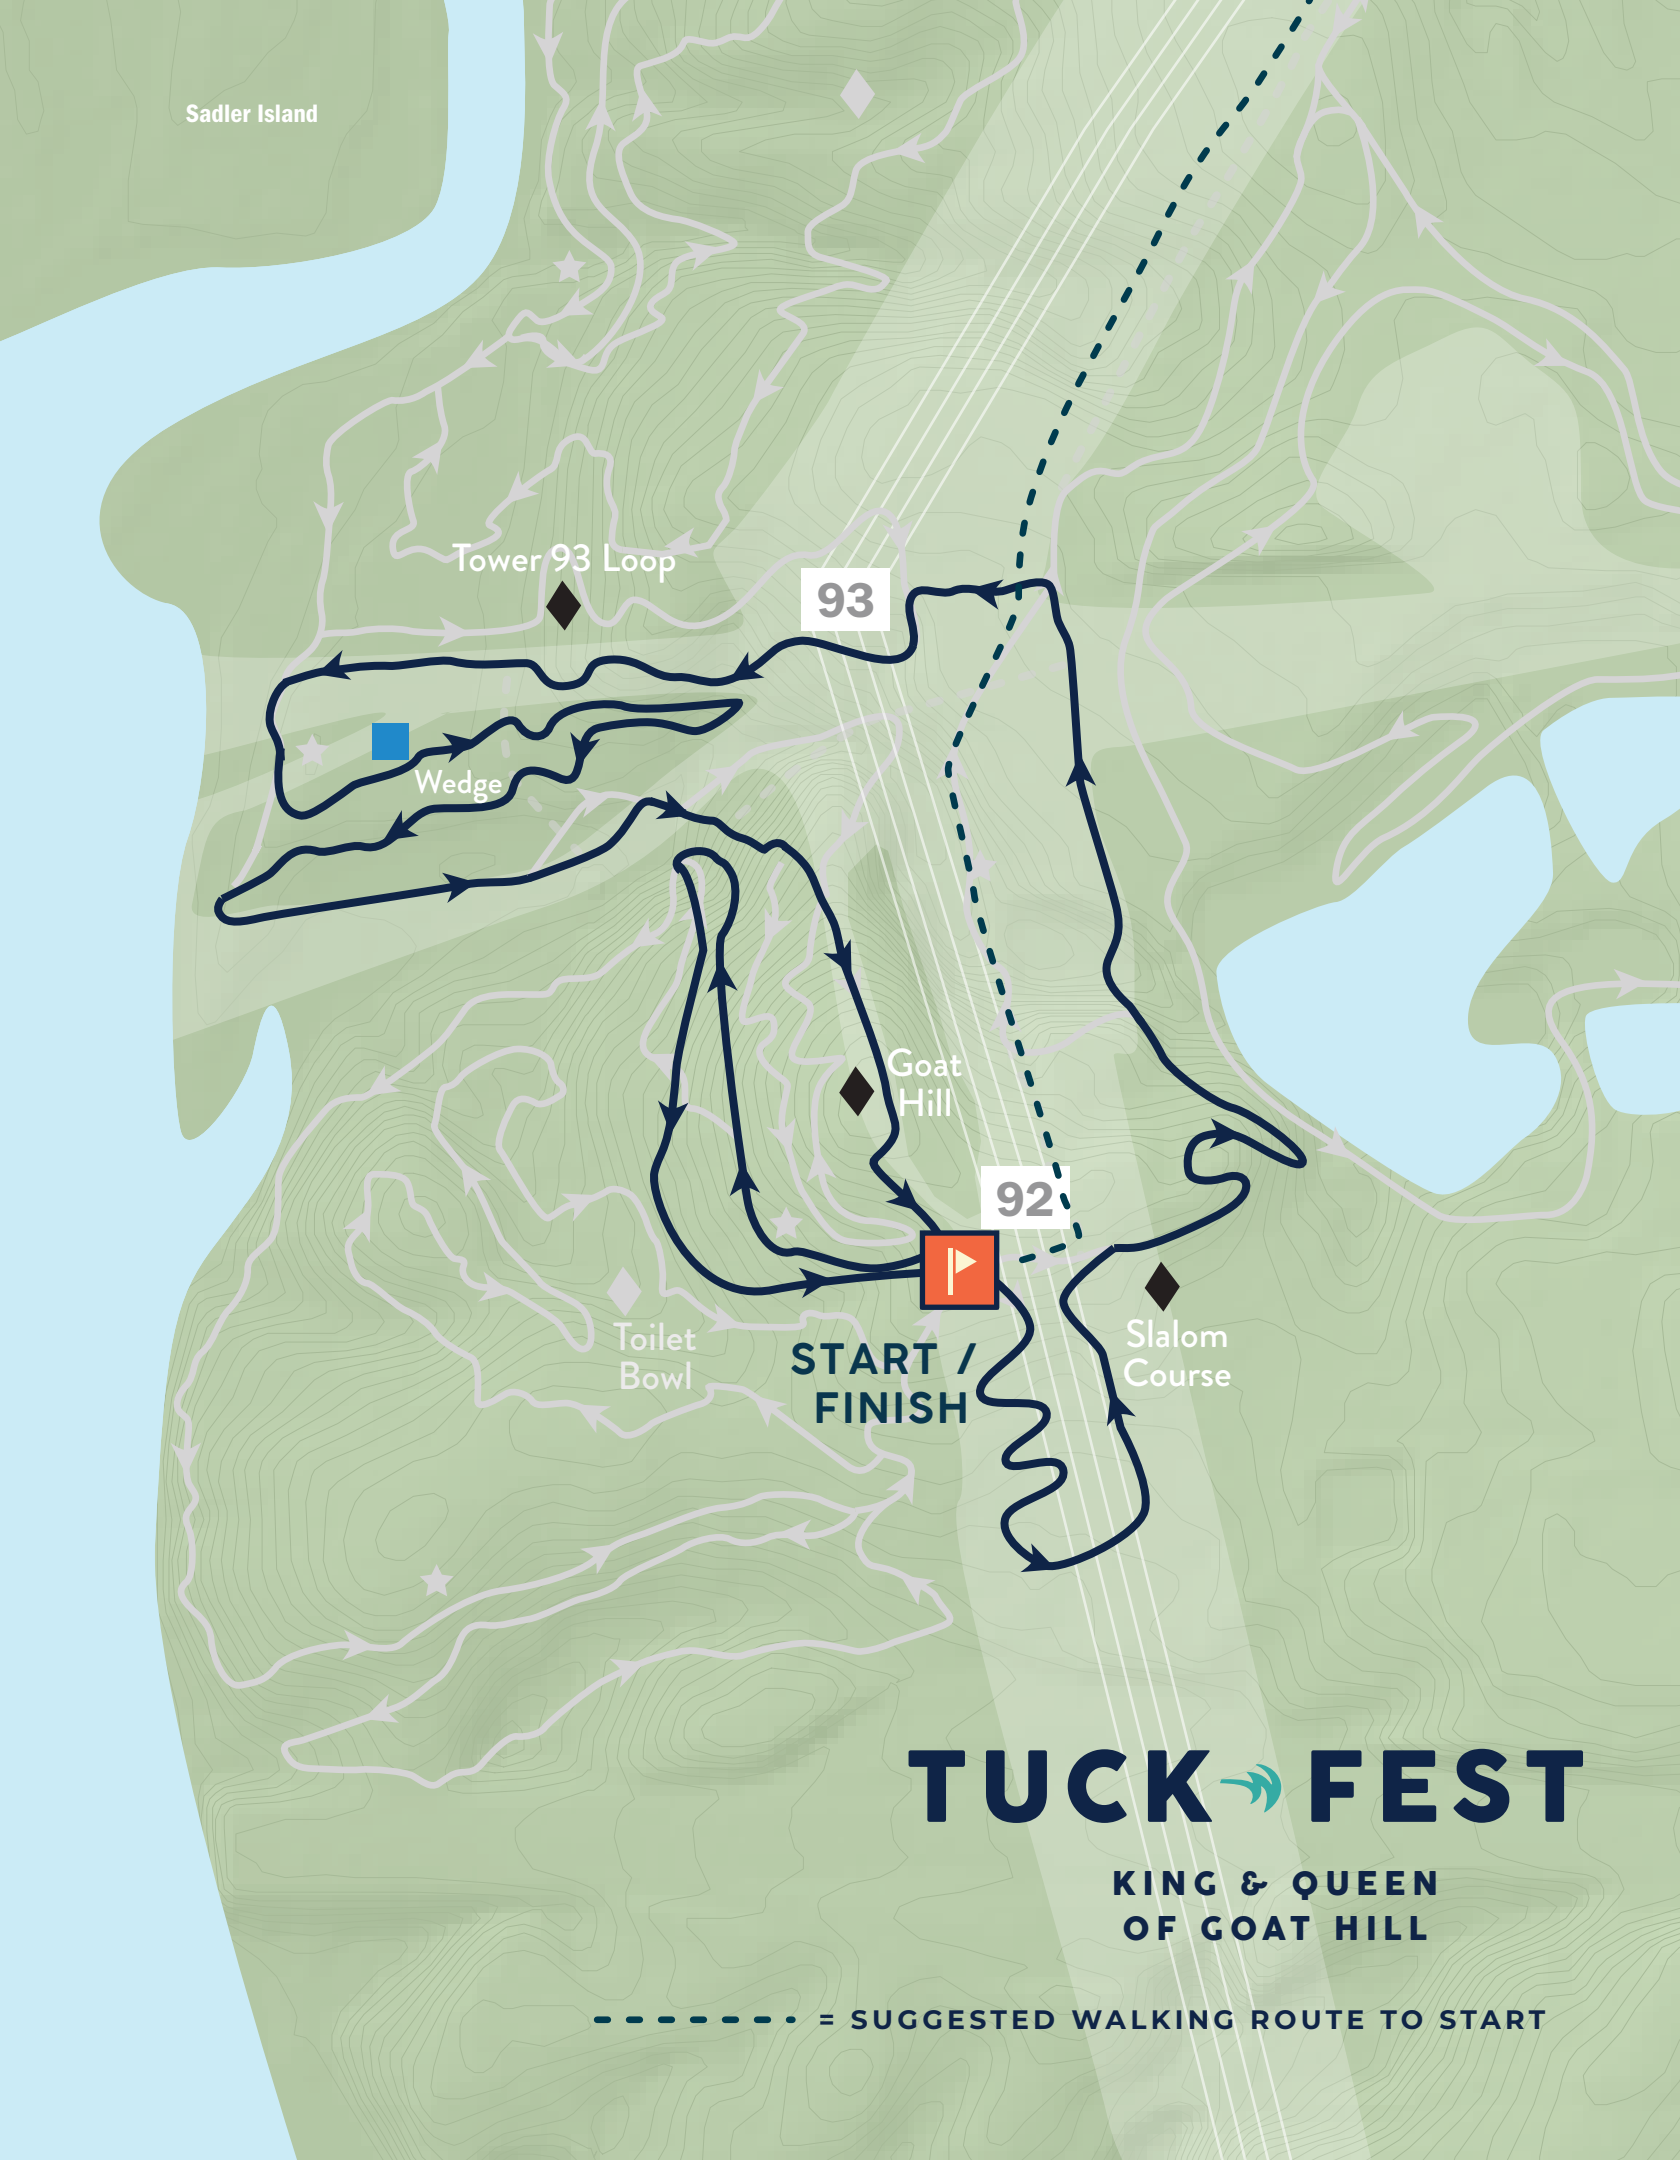 Sadler Island
Tower 93 Loop
93
Wedge
Goat
Hill
92
Toilet
Bowl
START /
FINISH
Slalom
Course
TUCK FEST
KING & QUEEN
OF GOAT HILL
= SUGGESTED WALKING ROUTE TO START